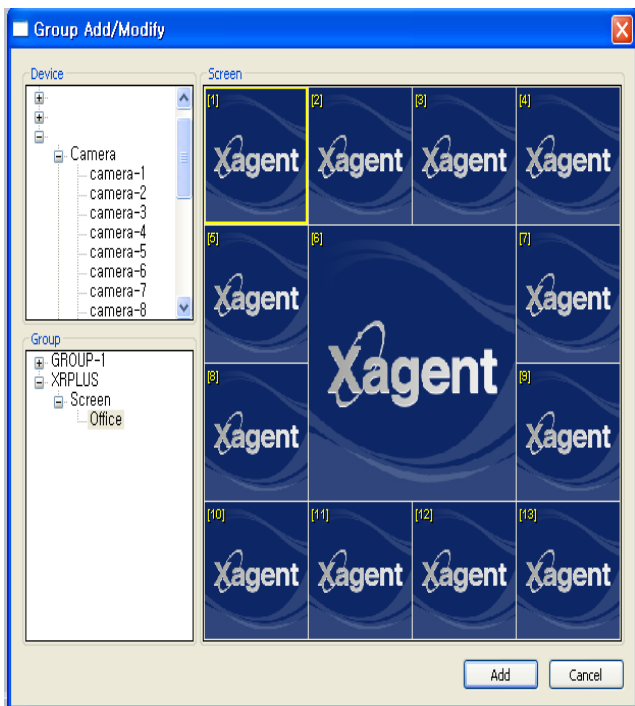 Group Add/Modify
Device
Camera
camera-1
camera-2
camera-3
camera-4
camera-5
camera-6
camera-7
camera-8
Group
GROUP-1
XRPLUS
Screen
Office
Screen
[1] [2] [3] [4]
Xagent Xagent Xagent Xagent
[5] [6] [7]
Xagent Xagent
Xagent
[8] [9]
Xagent Xagent
[10] [11] [12] [13]
Xagent Xagent Xagent Xagent
Add Cancel